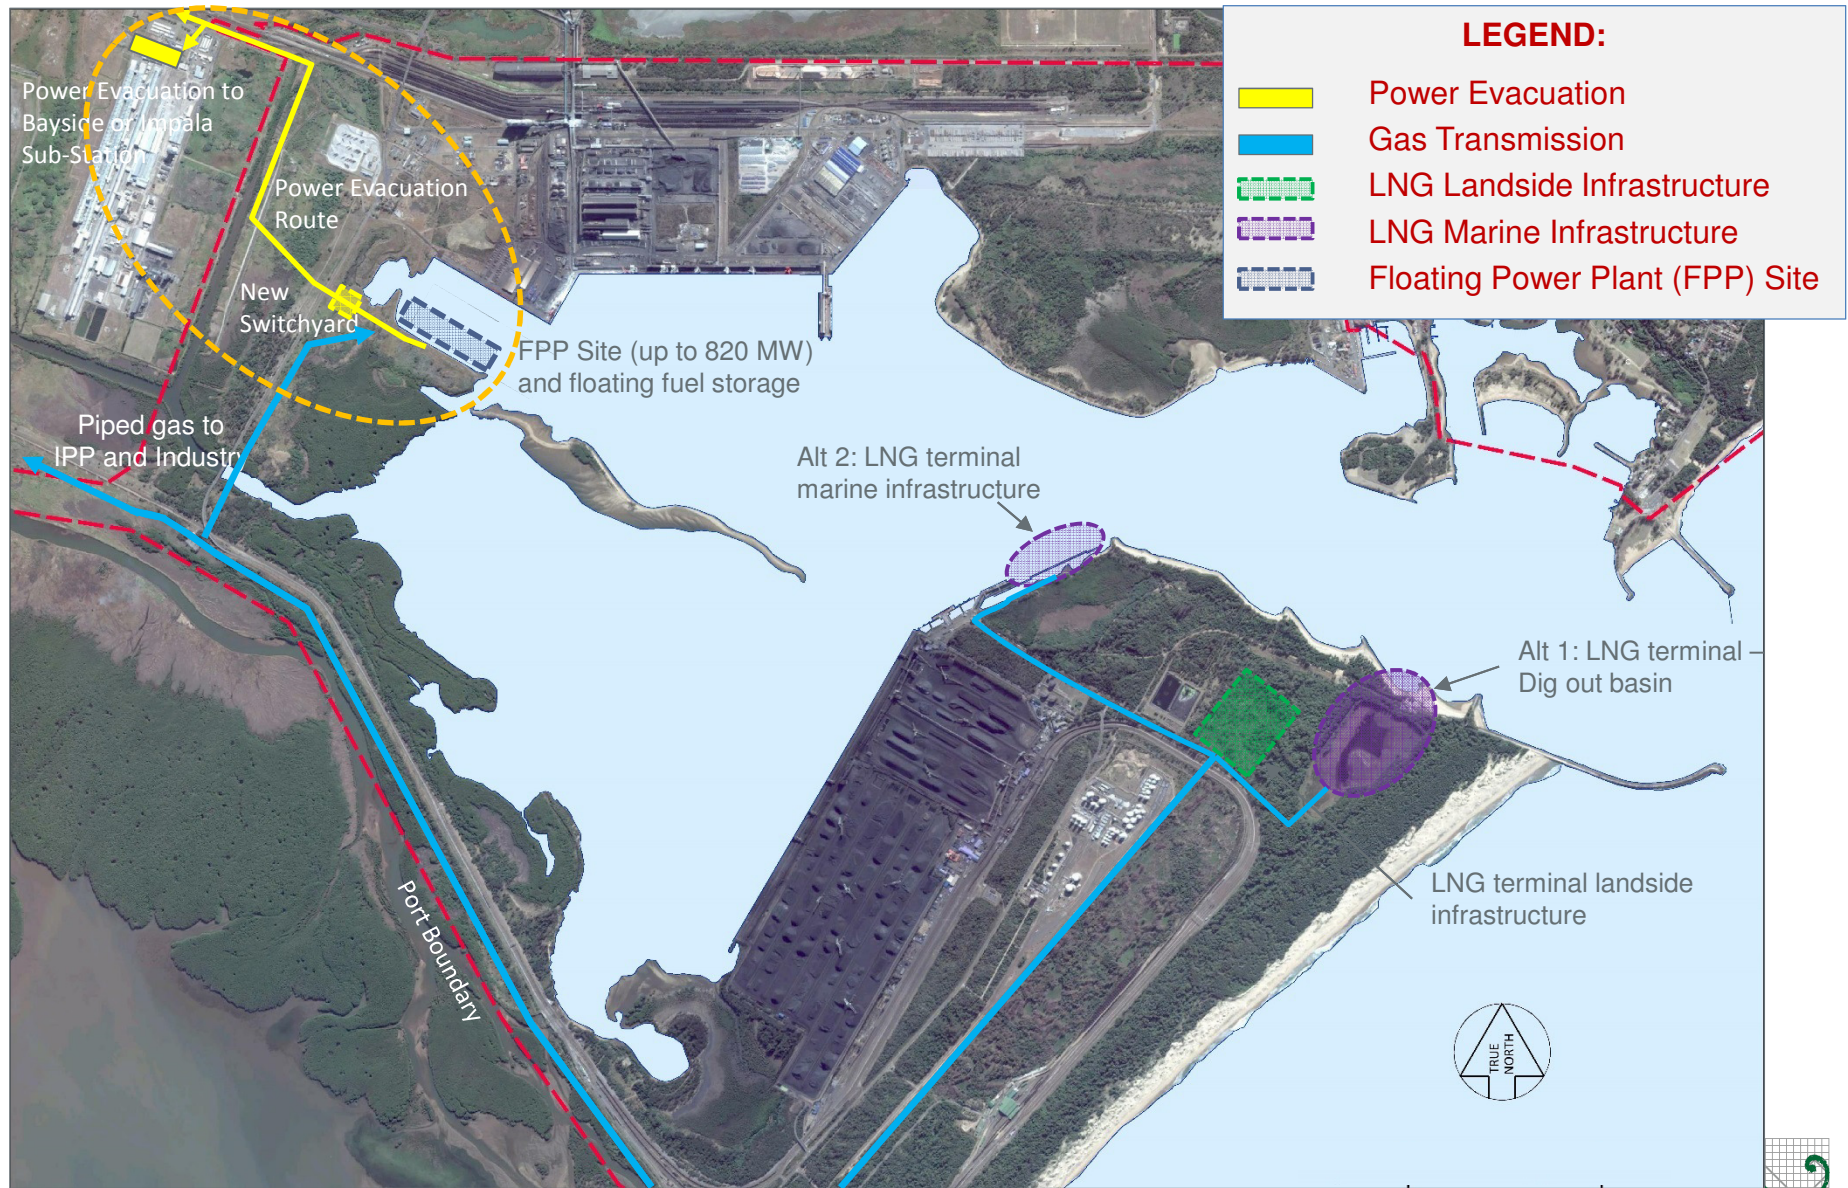 LEGEND:
Power Evacuation
Gas Transmission
LNG Landside Infrastructure
LNG Marine Infrastructure
Floating Power Plant (FPP) Site
Power Evacuation to
Bayside or Impala
Sub-Station
Power Evacuation
Route
New
Switchyard
FPP Site (up to 820 MW)
and floating fuel storage
Piped gas to
IPP and Industry
Alt 2: LNG terminal
marine infrastructure
Alt 1: LNG terminal –
Dig out basin
LNG terminal landside
infrastructure
Port Boundary
TRUE
NORTH